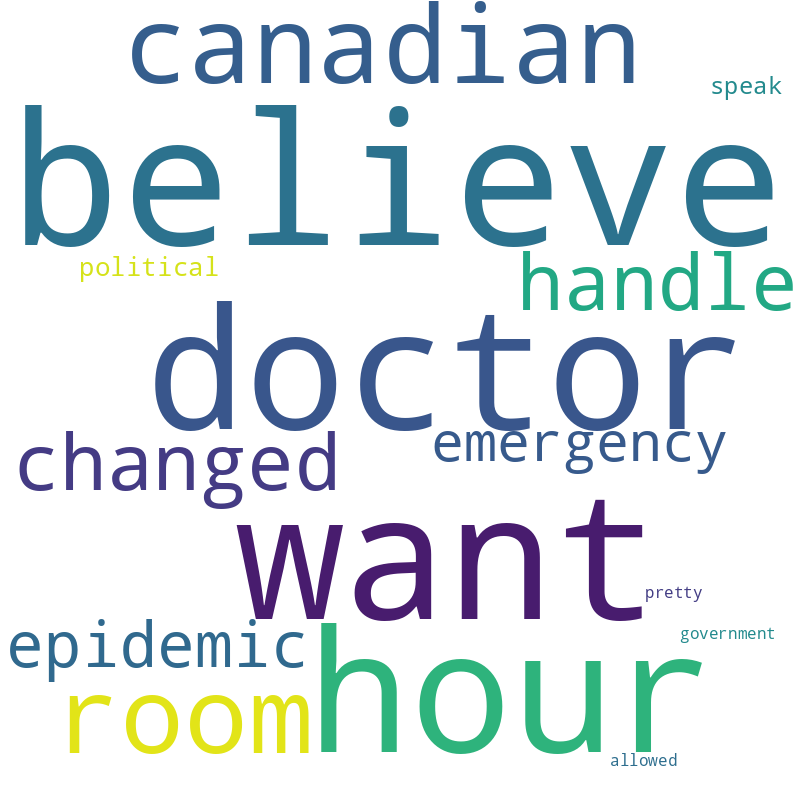 canadian
speak
believe
political
handle
doctor
changed
emergency
want
pretty
epidemic
government
room
hour
allowed